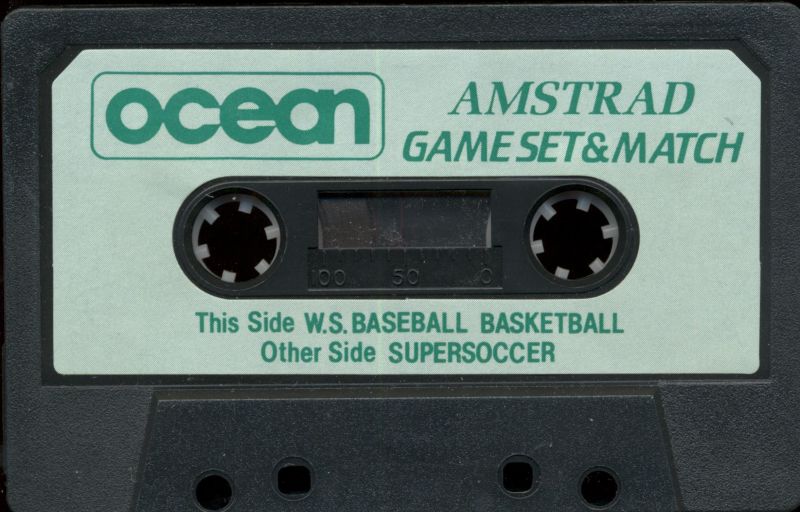 ocean
AMSTRAD
GAME SET & MATCH
100 50 0
This Side W.S. BASEBALL BASKETBALL
Other Side SUPERSOCCER